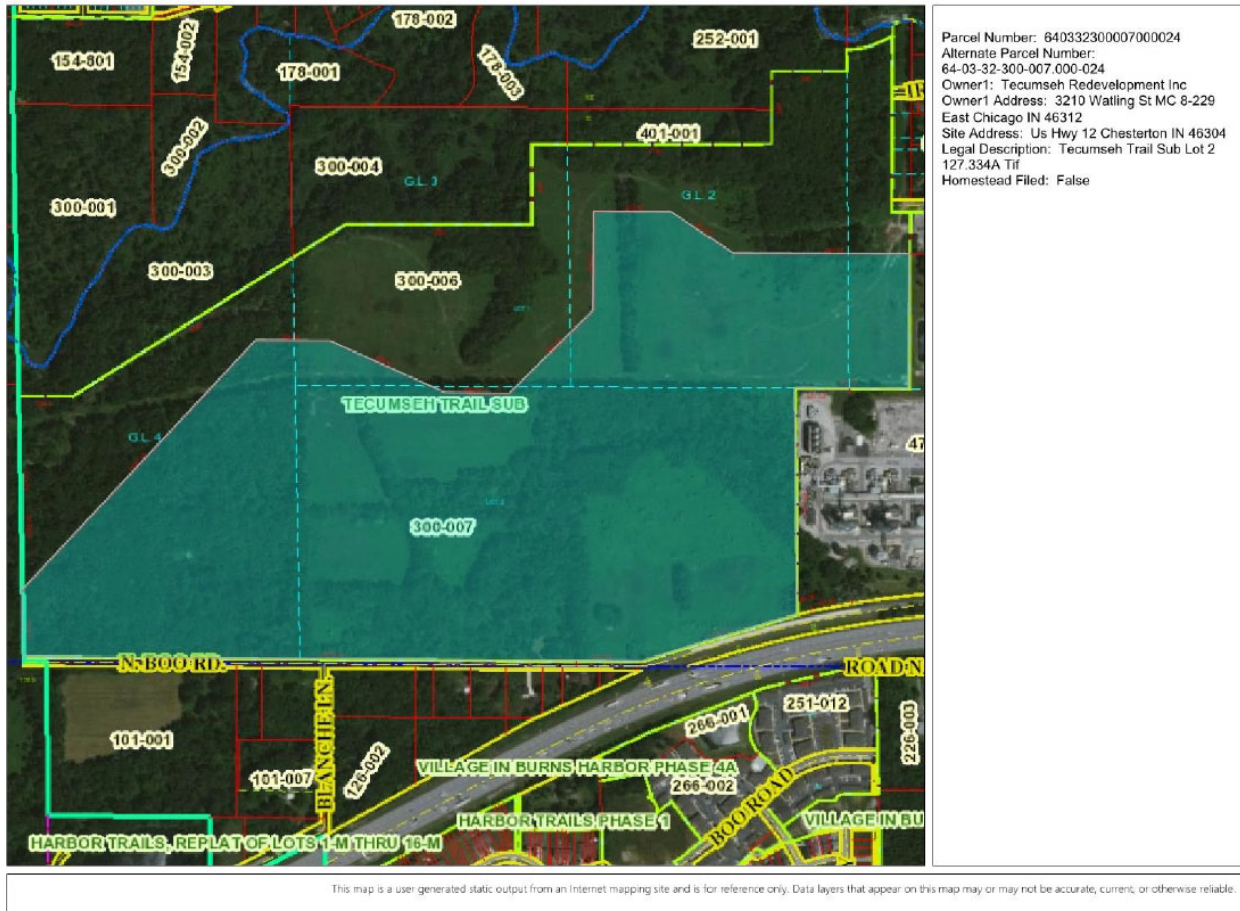 178-002
252-001
154-801
154-002
178-001
178-003
300-002
401-001
300-004
G.L. 3
G.L. 2
300-001
300-003
300-006
TECUMSEH TRAIL SUB
G.L. 4
47
300-007
N. BOO RD.
ROAD N
101-001
BLANCHE LN.
101-007
126-002
266-001
251-012
226-003
VILLAGE IN BURNS HARBOR PHASE 4A
266-002
BOO ROAD
HARBOR TRAILS PHASE 1
VILLAGE IN BU
HARBOR TRAILS, REPLAT OF LOTS 1-M THRU 16-M
Parcel Number: 640332300007000024
Alternate Parcel Number:
64-03-32-300-007.000-024
Owner1: Tecumseh Redevelopment Inc
Owner1 Address: 3210 Watling St MC 8-229
East Chicago IN 46312
Site Address: Us Hwy 12 Chesterton IN 46304
Legal Description: Tecumseh Trail Sub Lot 2
127.334A Tif
Homestead Filed: False
This map is a user generated static output from an Internet mapping site and is for reference only. Data layers that appear on this map may or may not be accurate, current, or otherwise reliable.